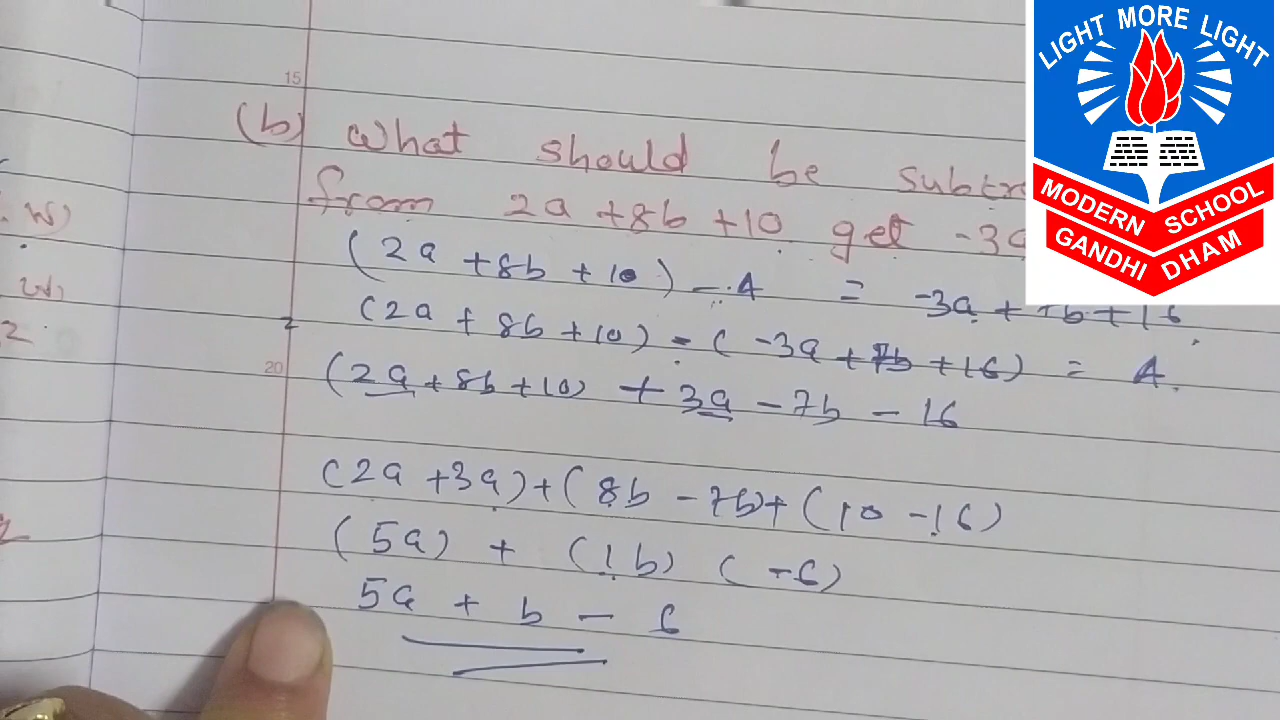 15
(b) What should be subtr
from 2a + 8b + 10 get -3a
(2a + 8b + 10) - A = -3a + 7b + 16
(2a + 8b + 10) - (-3a + 7b + 16) = A
20
(2a + 8b + 10) + 3a - 7b - 16
(2a + 3a) + (8b - 7b) + (10 - 16)
(5a) + (1b) (-6)
5a + b - 6
W)
W)
2
LIGHT MORE LIGHT
MODERN SCHOOL
GANDHI DHAM